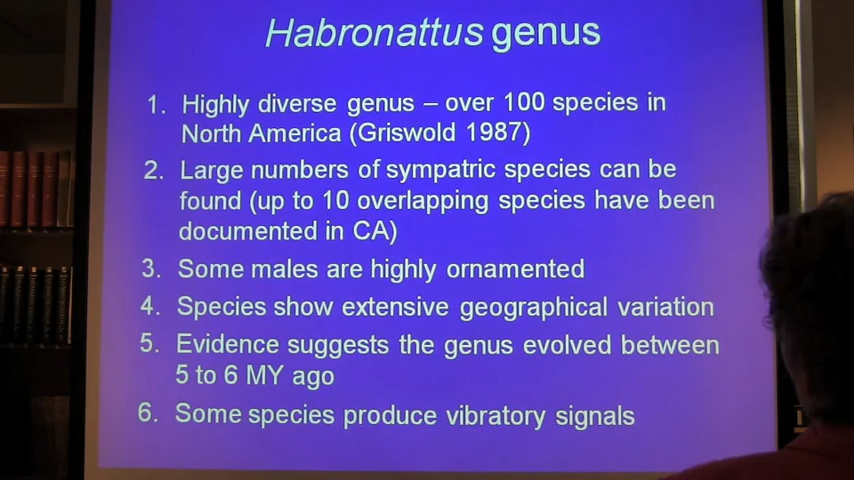 Habronattus genus
1. Highly diverse genus – over 100 species in
North America (Griswold 1987)
2. Large numbers of sympatric species can be
found (up to 10 overlapping species have been
documented in CA)
3. Some males are highly ornamented
4. Species show extensive geographical variation
5. Evidence suggests the genus evolved between
5 to 6 MY ago
6. Some species produce vibratory signals